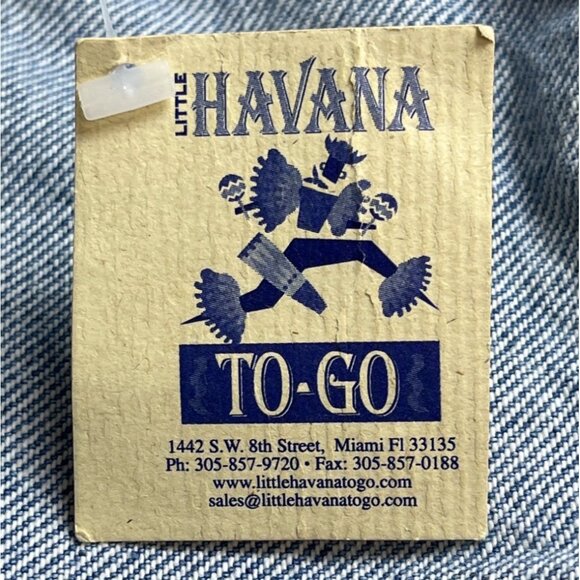 LITTLE
HAVANA
TO-GO
1442 S.W. 8th Street, Miami Fl 33135
Ph: 305-857-9720 • Fax: 305-857-0188
www.littlehavanatogo.com
sales@littlehavanatogo.com